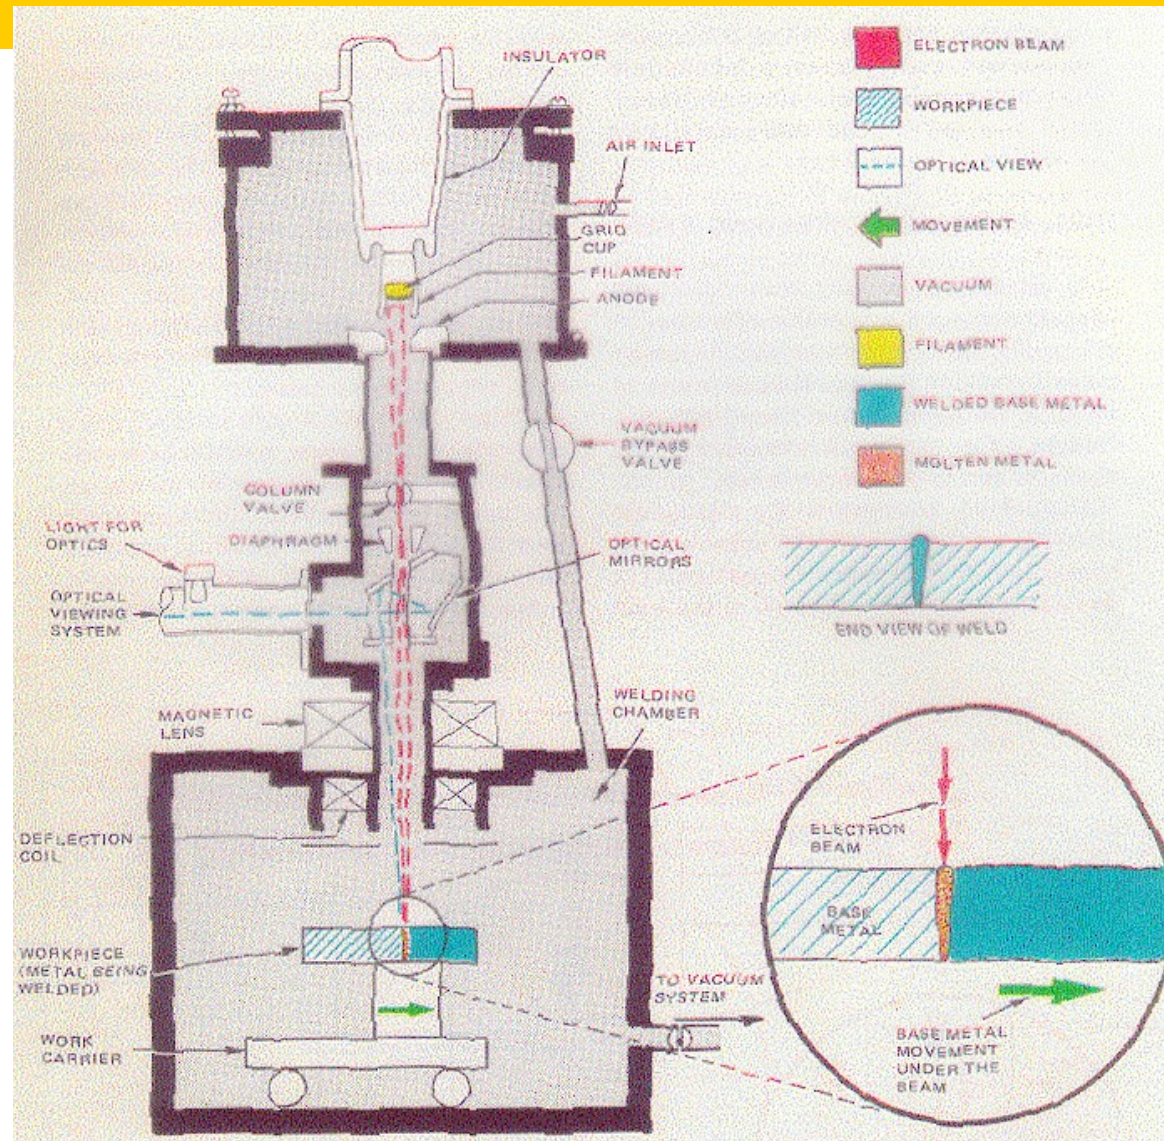 INSULATOR
AIR INLET
GRID
CUP
FILAMENT
ANODE
VACUUM
BYPASS
VALVE
COLUMN
VALVE
LIGHT FOR
OPTICS
DIAPHRAGM
OPTICAL
MIRRORS
OPTICAL
VIEWING
SYSTEM
MAGNETIC
LENS
WELDING
CHAMBER
DEFLECTION
COIL
WORKPIECE
(METAL BEING
WELDED)
WORK
CARRIER
TO VACUUM
SYSTEM
ELECTRON BEAM
WORKPIECE
OPTICAL VIEW
MOVEMENT
VACUUM
FILAMENT
WELDED BASE METAL
MOLTEN METAL
END VIEW OF WELD
ELECTRON
BEAM
BASE
METAL
BASE METAL
MOVEMENT
UNDER THE
BEAM